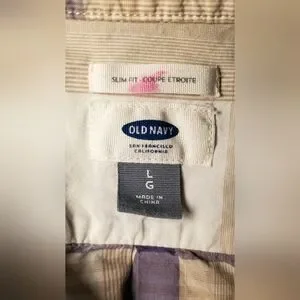 SLIM FIT · COUPE ETROITE
OLD NAVY
SAN FRANCISCO
CALIFORNIA
L
G
MADE IN
CHINA